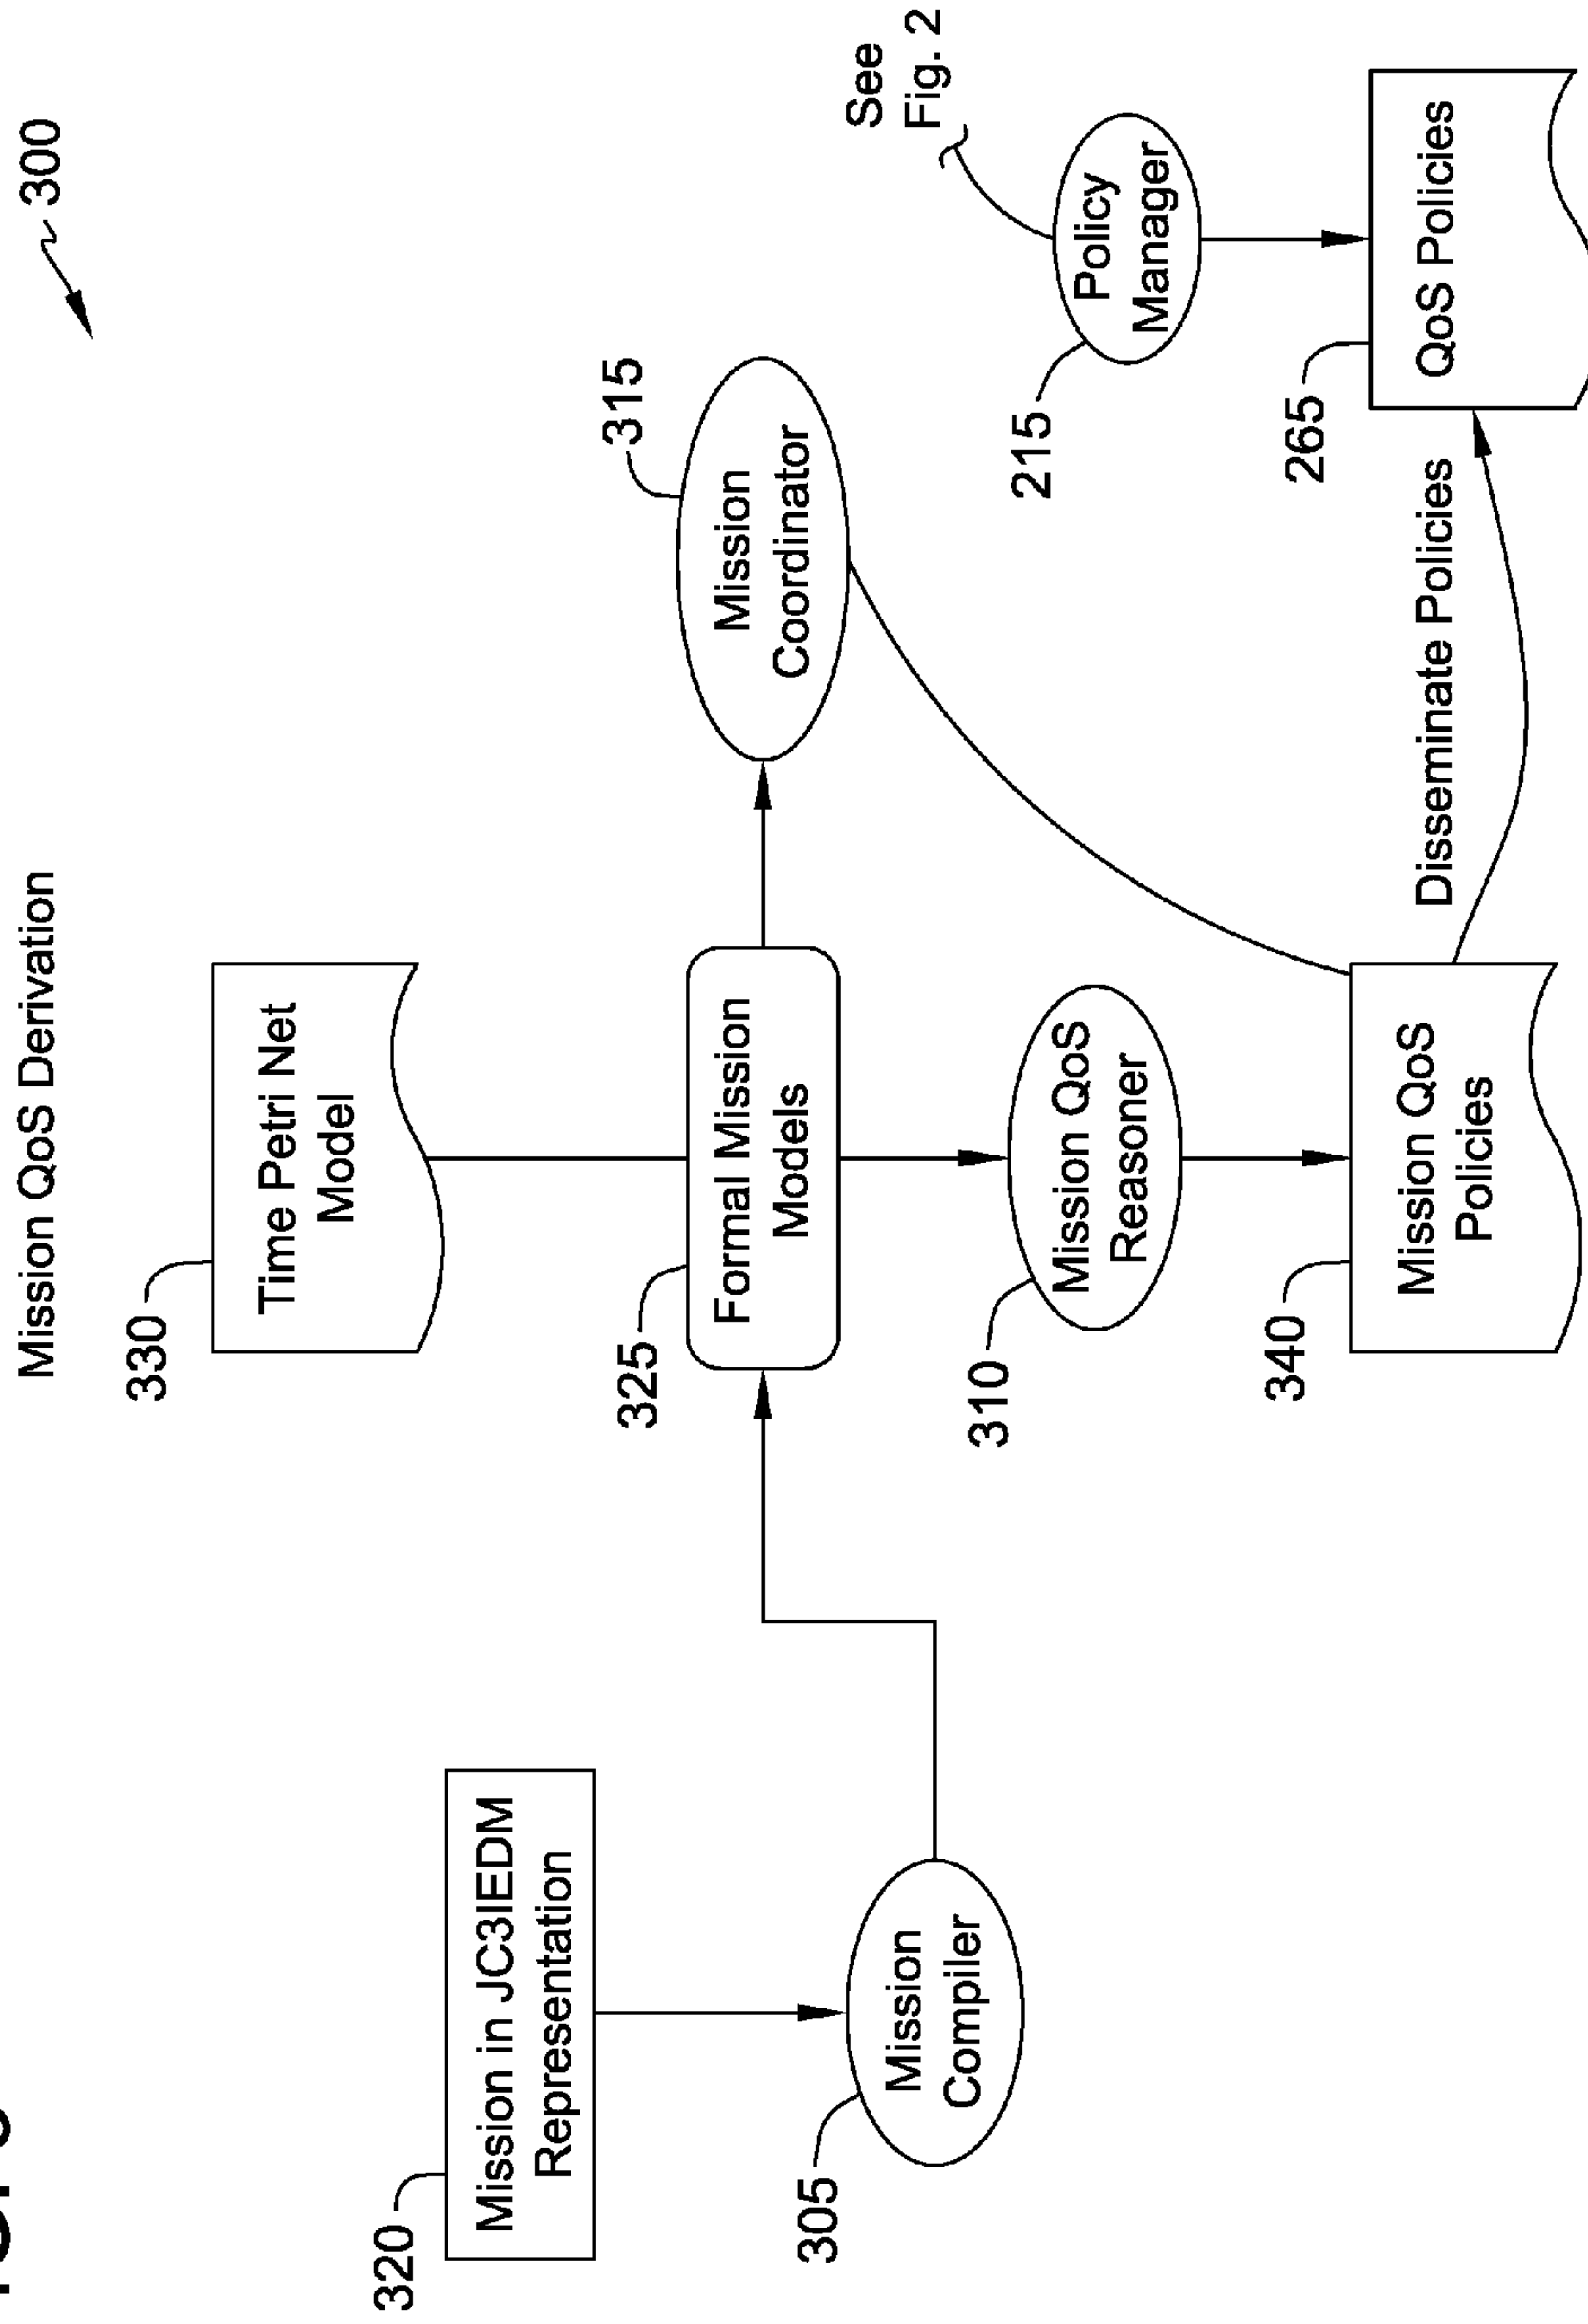 Mission QoS Derivation
300
330
Time Petri Net
Model
320
Mission in JC3IEDM
Representation
325
Formal Mission
Models
315
Mission
Coordinator
See
Fig. 2
305
Mission
Compiler
310
Mission QoS
Reasoner
215
Policy
Manager
340
Mission QoS
Policies
Disseminate Policies
265
QoS Policies